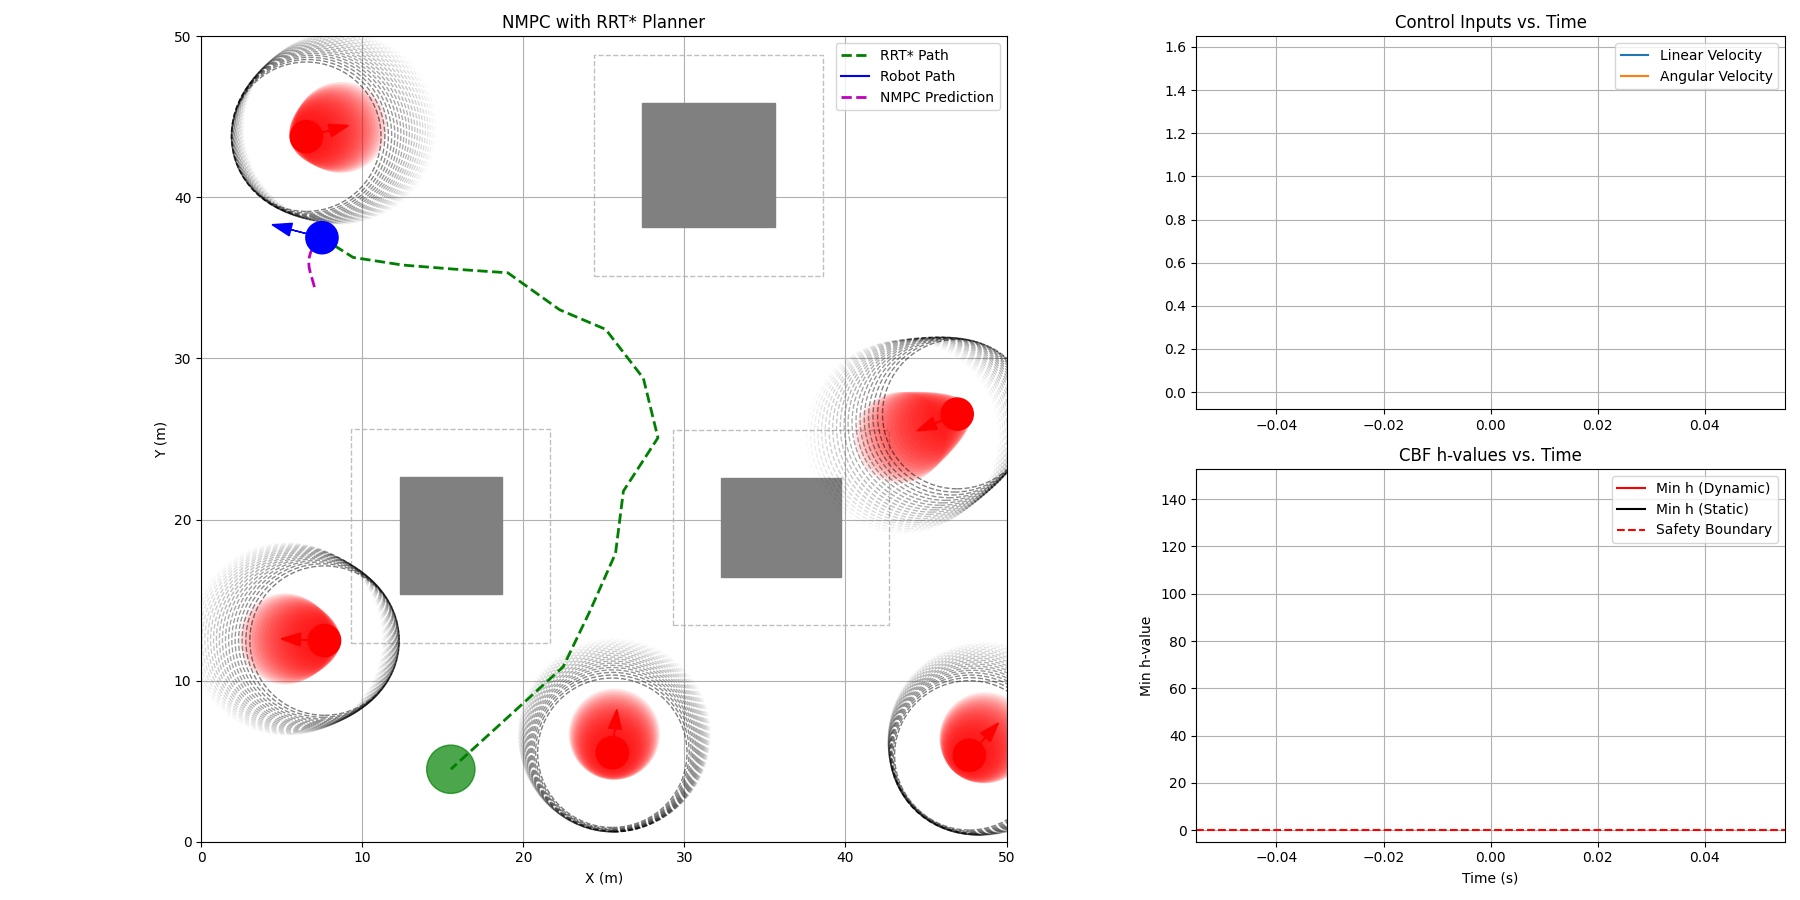 NMPC with RRT* Planner
RRT* Path
Robot Path
NMPC Prediction
50
40
30
20
10
0
Y (m)
0 10 20 30 40 50
X (m)
Control Inputs vs. Time
Linear Velocity
Angular Velocity
1.6
1.4
1.2
1.0
0.8
0.6
0.4
0.2
0.0
−0.04 −0.02 0.00 0.02 0.04
CBF h-values vs. Time
Min h (Dynamic)
Min h (Static)
Safety Boundary
140
120
100
80
60
40
20
0
Min h-value
−0.04 −0.02 0.00 0.02 0.04
Time (s)